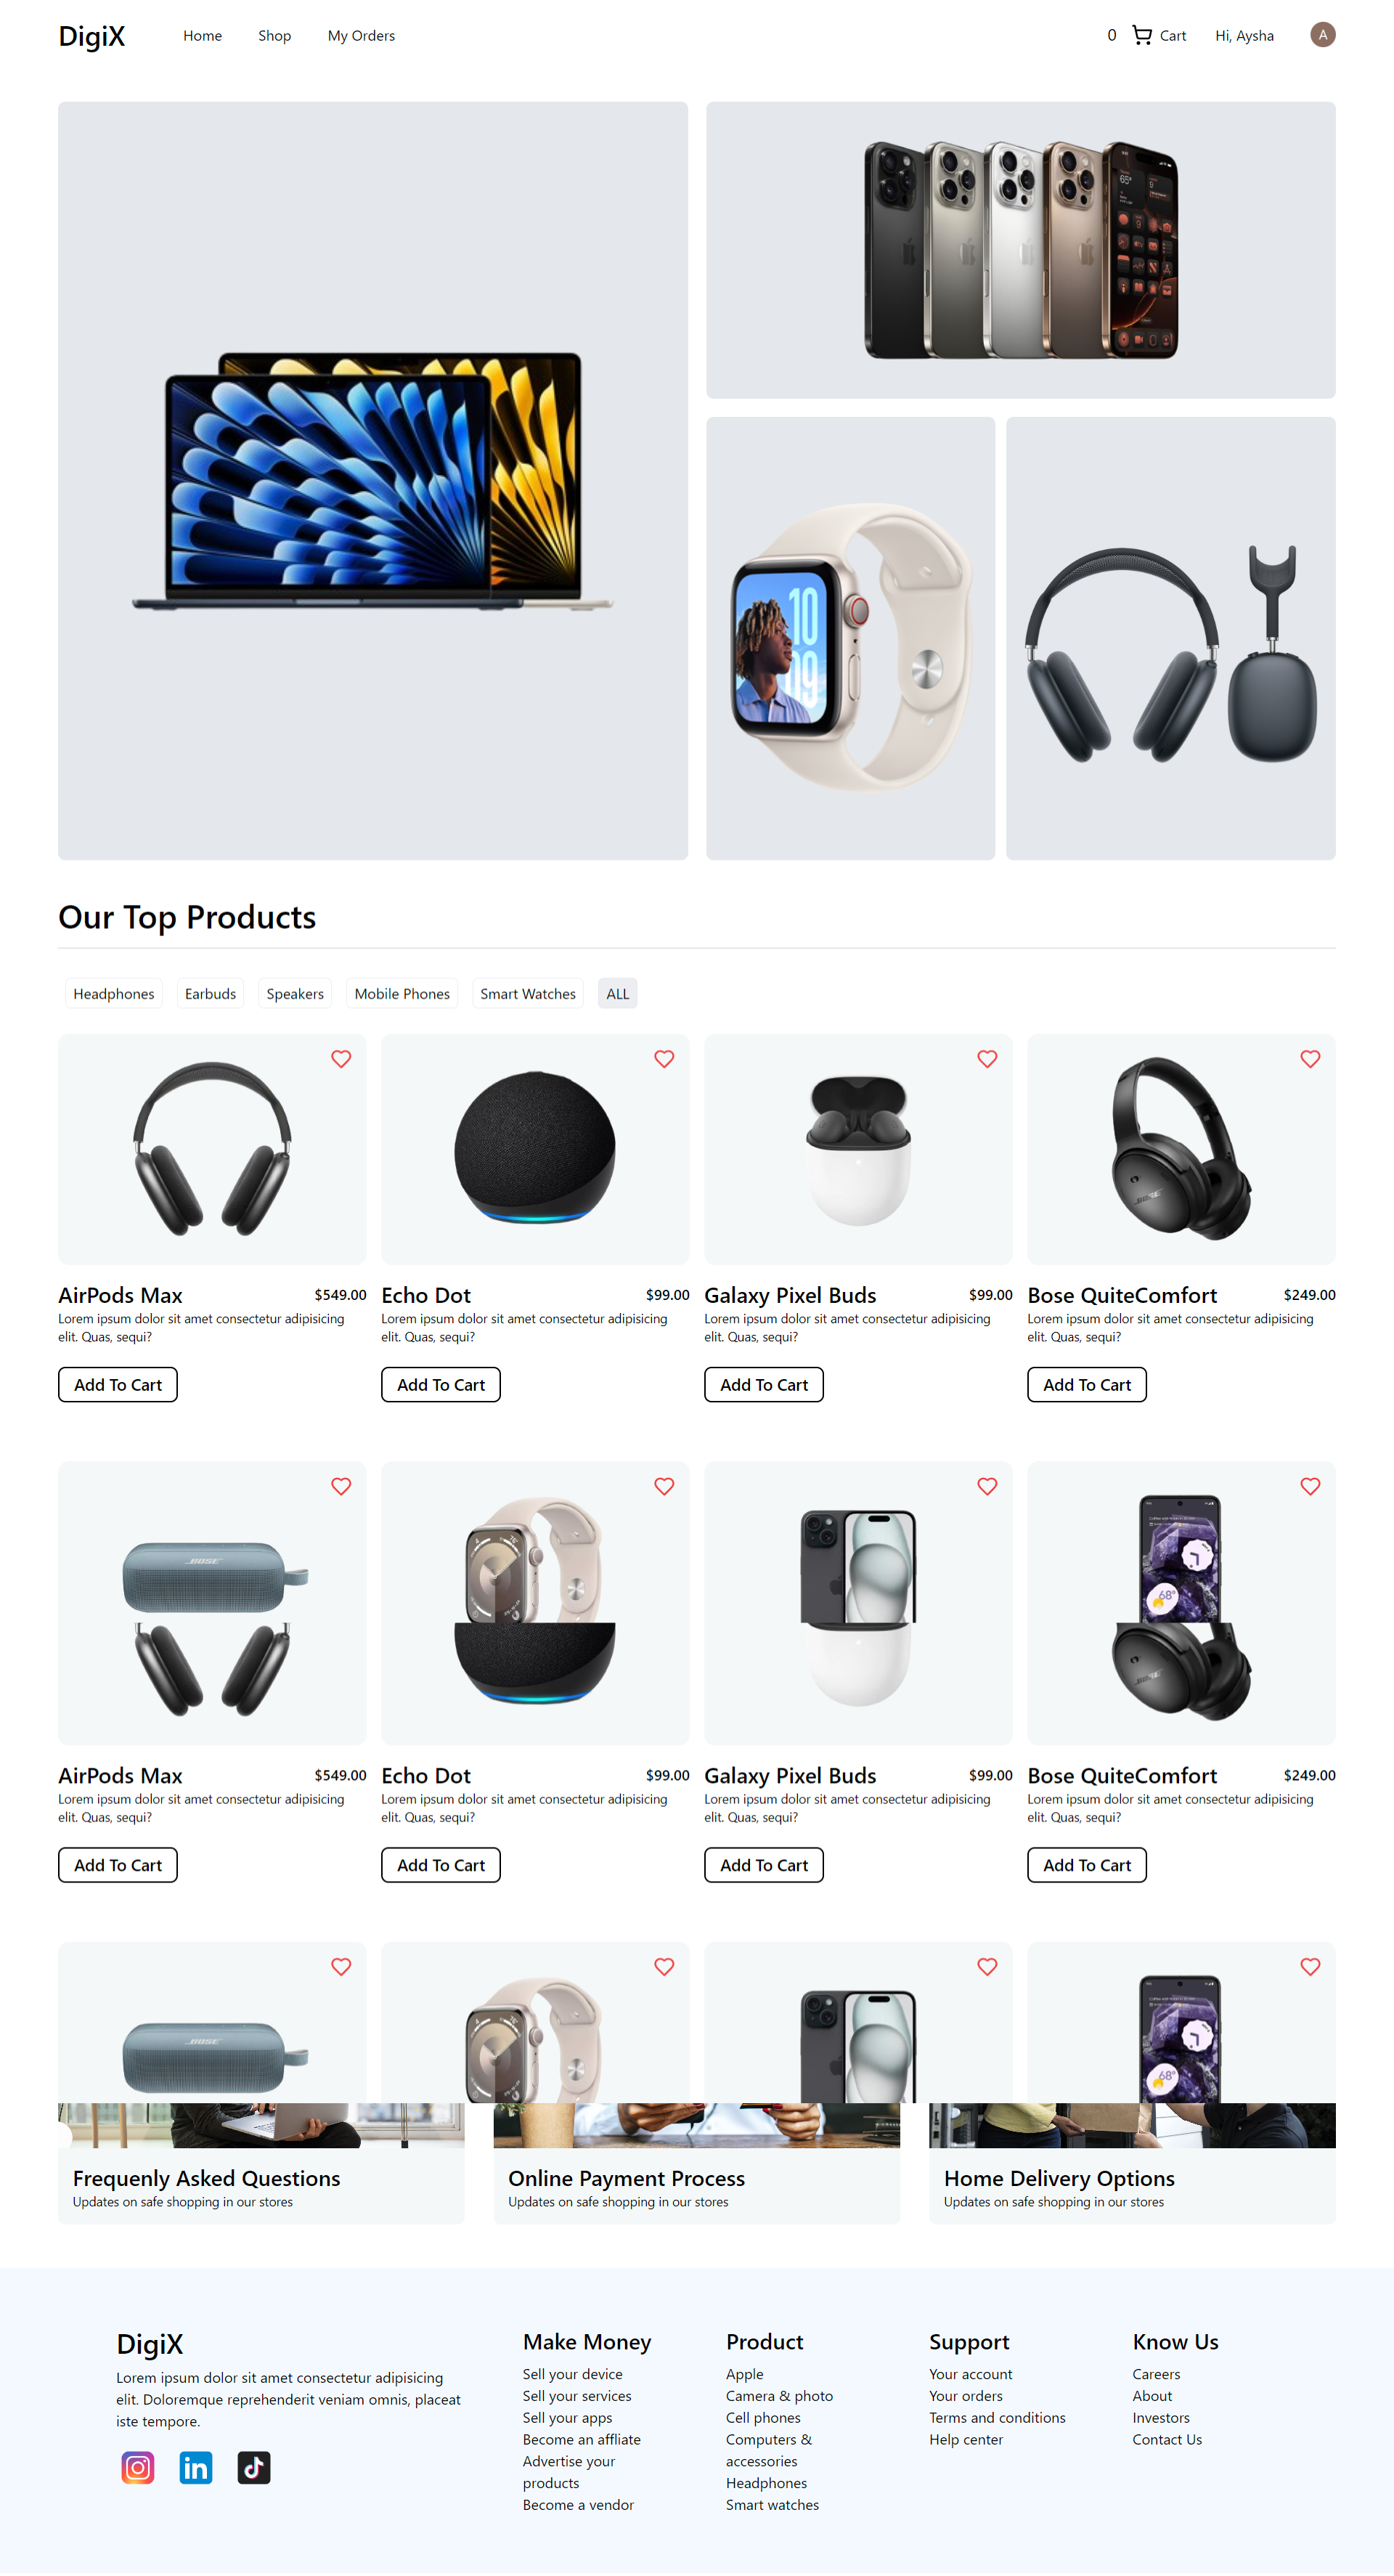 DigiX
Home
Shop
My Orders
0
Cart
Hi, Aysha
A
10
09
Our Top Products
Headphones
Earbuds
Speakers
Mobile Phones
Smart Watches
ALL
AirPods Max
$549.00
Lorem ipsum dolor sit amet consectetur adipisicing
elit. Quas, sequi?
Add To Cart
Echo Dot
$99.00
Lorem ipsum dolor sit amet consectetur adipisicing
elit. Quas, sequi?
Add To Cart
Galaxy Pixel Buds
$99.00
Lorem ipsum dolor sit amet consectetur adipisicing
elit. Quas, sequi?
Add To Cart
BOSE
Bose QuiteComfort
$249.00
Lorem ipsum dolor sit amet consectetur adipisicing
elit. Quas, sequi?
Add To Cart
BOSE
AirPods Max
$549.00
Lorem ipsum dolor sit amet consectetur adipisicing
elit. Quas, sequi?
Add To Cart
Echo Dot
$99.00
Lorem ipsum dolor sit amet consectetur adipisicing
elit. Quas, sequi?
Add To Cart
Galaxy Pixel Buds
$99.00
Lorem ipsum dolor sit amet consectetur adipisicing
elit. Quas, sequi?
Add To Cart
68°
BOSE
Bose QuiteComfort
$249.00
Lorem ipsum dolor sit amet consectetur adipisicing
elit. Quas, sequi?
Add To Cart
BOSE
68°
Frequenly Asked Questions
Updates on safe shopping in our stores
Online Payment Process
Updates on safe shopping in our stores
Home Delivery Options
Updates on safe shopping in our stores
DigiX
Lorem ipsum dolor sit amet consectetur adipisicing
elit. Doloremque reprehenderit veniam omnis, placeat
iste tempore.
in
Make Money
Sell your device
Sell your services
Sell your apps
Become an affliate
Advertise your
products
Become a vendor
Product
Apple
Camera & photo
Cell phones
Computers &
accessories
Headphones
Smart watches
Support
Your account
Your orders
Terms and conditions
Help center
Know Us
Careers
About
Investors
Contact Us